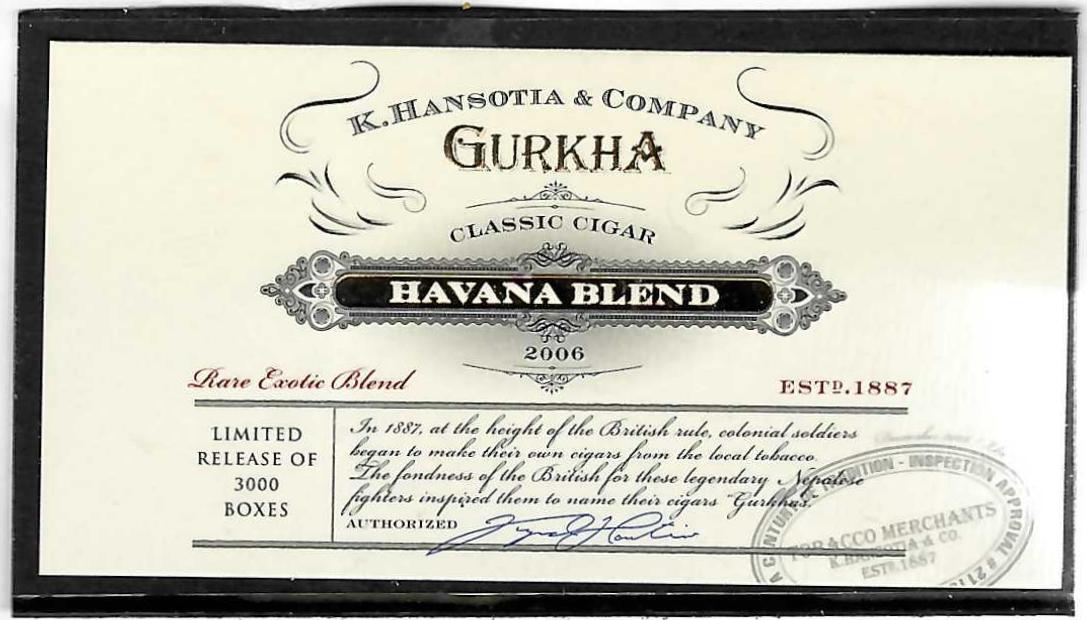 K. HANSOTIA & COMPANY
GURKHA
CLASSIC CIGAR
HAVANA BLEND
2006
Rare Exotic Blend
ESTD. 1887
LIMITED
RELEASE OF
3000
BOXES
In 1887, at the height of the British rule, colonial soldiers
began to make their own cigars from the local tobacco.
The fondness of the British for these legendary Nepalese
fighters inspired them to name their cigars "Gurkhas."
AUTHORIZED
INSPECTION APPROVAL #
TOBACCO MERCHANTS
K. HANSOTIA & CO.
ESTD. 1887